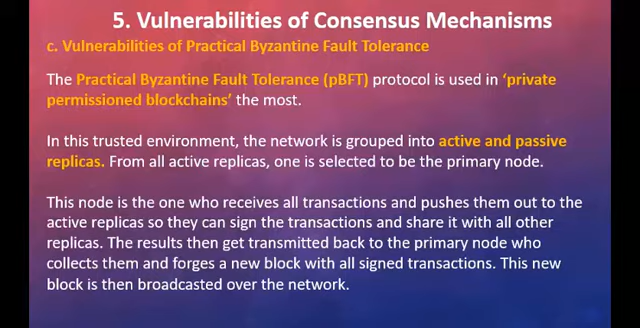 5. Vulnerabilities of Consensus Mechanisms
c. Vulnerabilities of Practical Byzantine Fault Tolerance
The Practical Byzantine Fault Tolerance (pBFT) protocol is used in ‘private
permissioned blockchains’ the most.
In this trusted environment, the network is grouped into active and passive
replicas. From all active replicas, one is selected to be the primary node.
This node is the one who receives all transactions and pushes them out to the
active replicas so they can sign the transactions and share it with all other
replicas. The results then get transmitted back to the primary node who
collects them and forges a new block with all signed transactions. This new
block is then broadcasted over the network.